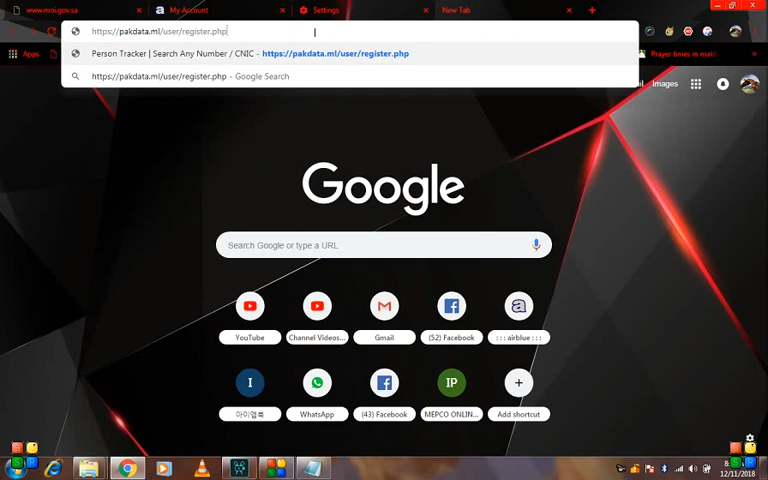 www.moi.gov.sa
My Account
Settings
New Tab
https://pakdata.ml/user/register.php
Person Tracker | Search Any Number / CNIC - https://pakdata.ml/user/register.php
https://pakdata.ml/user/register.php - Google Search
Apps
Prayer times in
Images
Google
Search Google or type a URL
YouTube
Channel Videos...
Gmail
(52) Facebook
::: airblue :::
I
IP
아이엠북
WhatsApp
(43) Facebook
MEPCO ONLIN...
Add shortcut
12/11/2018